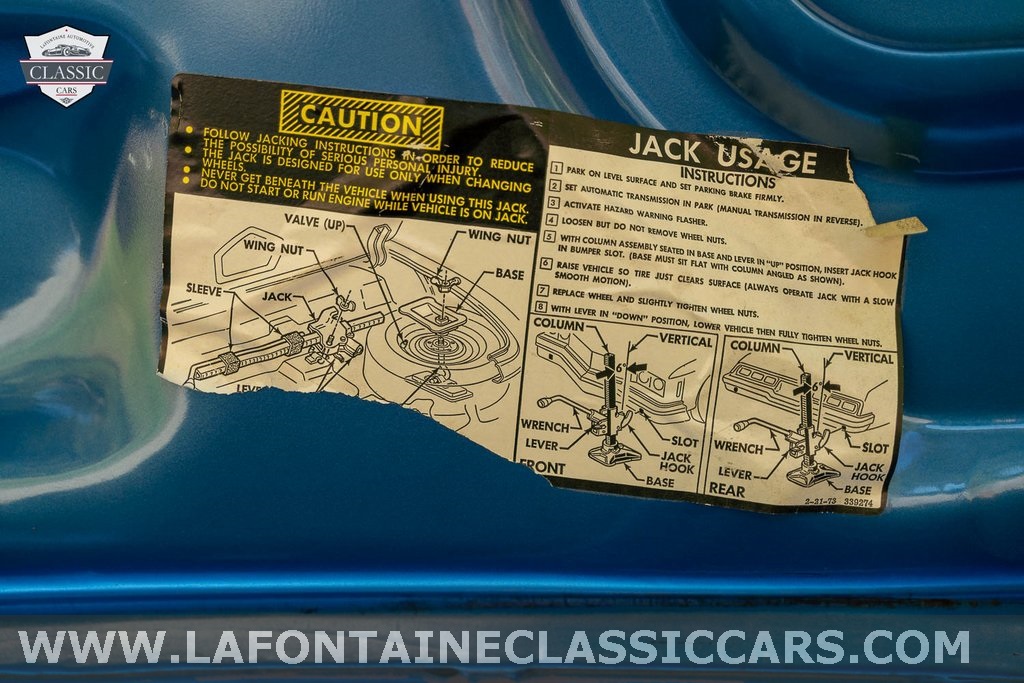 LAFONTAINE AUTOMOTIVE
CLASSIC
CARS
CAUTION
• FOLLOW JACKING INSTRUCTIONS IN ORDER TO REDUCE
THE POSSIBILITY OF SERIOUS PERSONAL INJURY.
• THE JACK IS DESIGNED FOR USE ONLY WHEN CHANGING
WHEELS.
• NEVER GET BENEATH THE VEHICLE WHEN USING THIS JACK.
• DO NOT START OR RUN ENGINE WHILE VEHICLE IS ON JACK.
VALVE (UP)
WING NUT
WING NUT
BASE
SLEEVE
JACK
JACK USAGE
INSTRUCTIONS
1 PARK ON LEVEL SURFACE AND SET PARKING BRAKE FIRMLY.
2 SET AUTOMATIC TRANSMISSION IN PARK (MANUAL TRANSMISSION IN REVERSE).
3 ACTIVATE HAZARD WARNING FLASHER.
4 LOOSEN BUT DO NOT REMOVE WHEEL NUTS.
5 WITH COLUMN ASSEMBLY SEATED IN BASE AND LEVER IN "UP" POSITION, INSERT JACK HOOK
IN BUMPER SLOT. (BASE MUST SIT FLAT WITH COLUMN ANGLED AS SHOWN).
6 RAISE VEHICLE SO TIRE JUST CLEARS SURFACE (ALWAYS OPERATE JACK WITH A SLOW
SMOOTH MOTION).
7 REPLACE WHEEL AND SLIGHTLY TIGHTEN WHEEL NUTS.
8 WITH LEVER IN "DOWN" POSITION, LOWER VEHICLE THEN FULLY TIGHTEN WHEEL NUTS.
COLUMN
VERTICAL
6°
WRENCH
LEVER
SLOT
JACK
HOOK
BASE
FRONT
COLUMN
VERTICAL
6°
WRENCH
LEVER
SLOT
JACK
HOOK
BASE
REAR
2-21-73 339274
WWW.LAFONTAINECLASSICCARS.COM